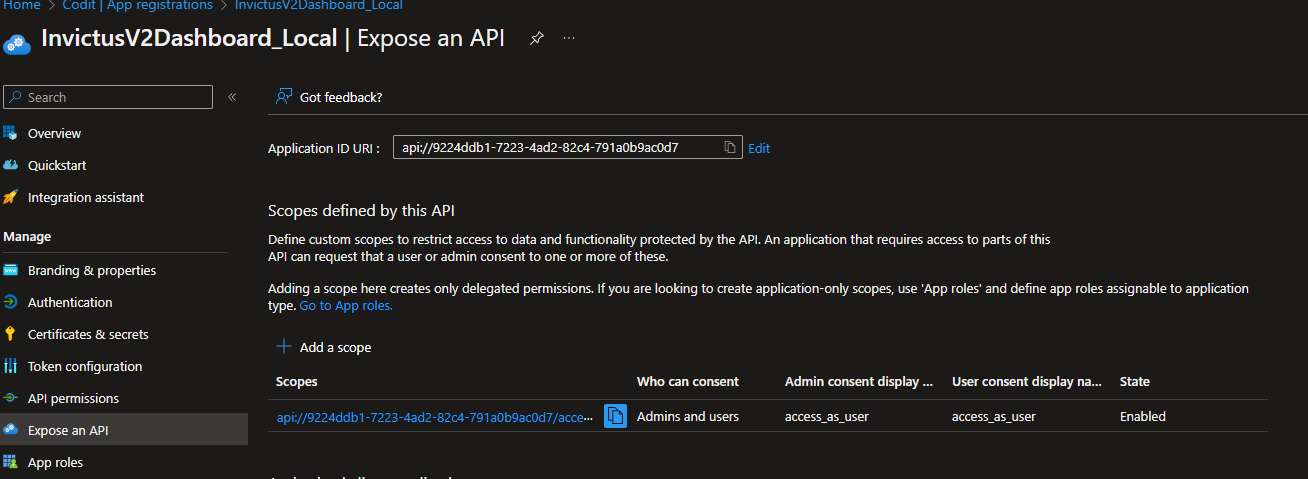 Home > Codit | App registrations > InvictusV2Dashboard_Local
InvictusV2Dashboard_Local | Expose an API
Search
«
Got feedback?
Overview
Quickstart
Integration assistant
Manage
Branding & properties
Authentication
Certificates & secrets
Token configuration
API permissions
Expose an API
App roles
Application ID URI : api://9224ddb1-7223-4ad2-82c4-791a0b9ac0d7 Edit
Scopes defined by this API
Define custom scopes to restrict access to data and functionality protected by the API. An application that requires access to parts of this
API can request that a user or admin consent to one or more of these.
Adding a scope here creates only delegated permissions. If you are looking to create application-only scopes, use 'App roles' and define app roles assignable to application
type. Go to App roles.
Add a scope
Scopes Who can consent Admin consent display ... User consent display na... State
api://9224ddb1-7223-4ad2-82c4-791a0b9ac0d7/acce... Admins and users access_as_user access_as_user Enabled